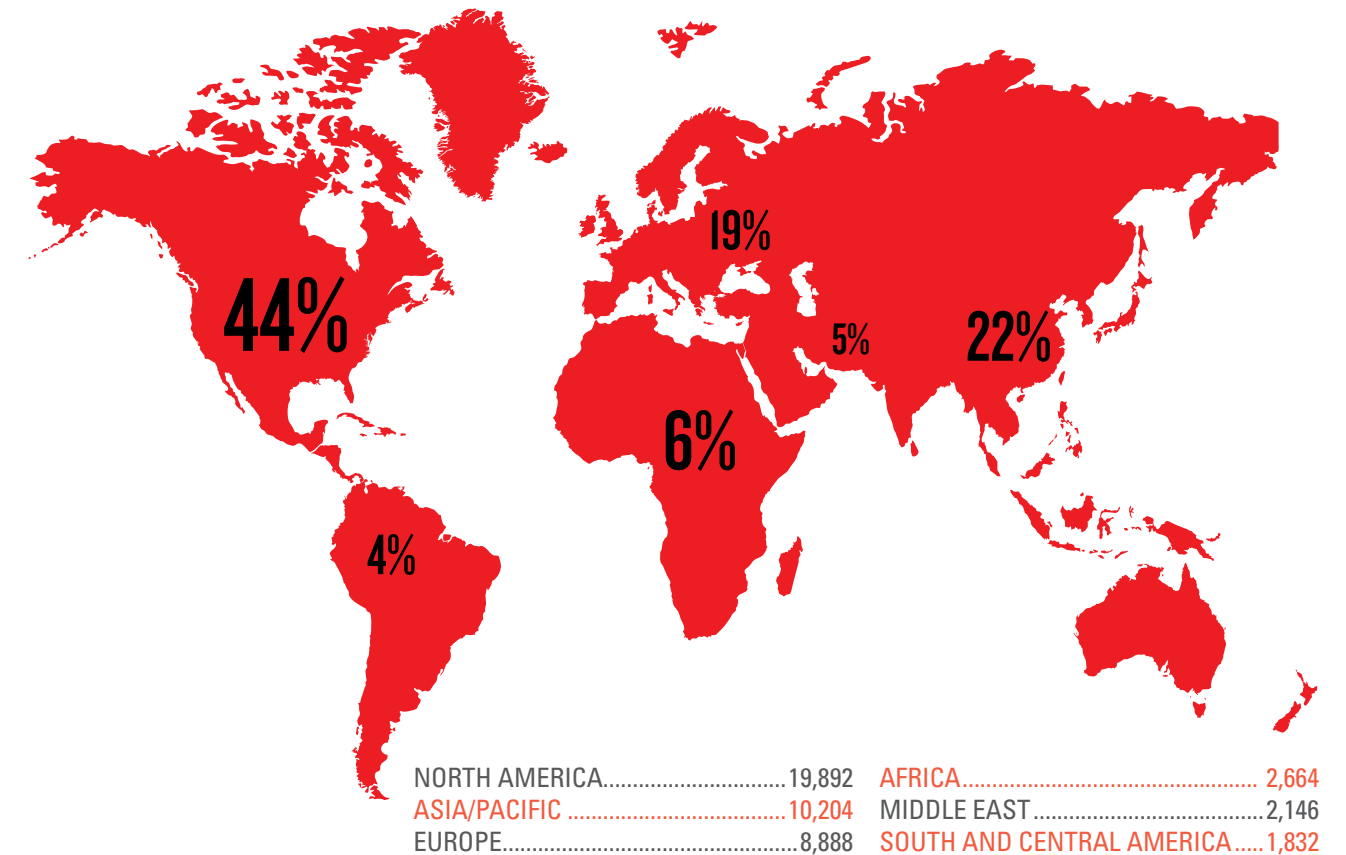 19%
44%
5%
22%
6%
4%
NORTH AMERICA..............................19,892
ASIA/PACIFIC ....................................10,204
EUROPE.................................................8,888
AFRICA................................................. 2,664
MIDDLE EAST.......................................2,146
SOUTH AND CENTRAL AMERICA.....1,832